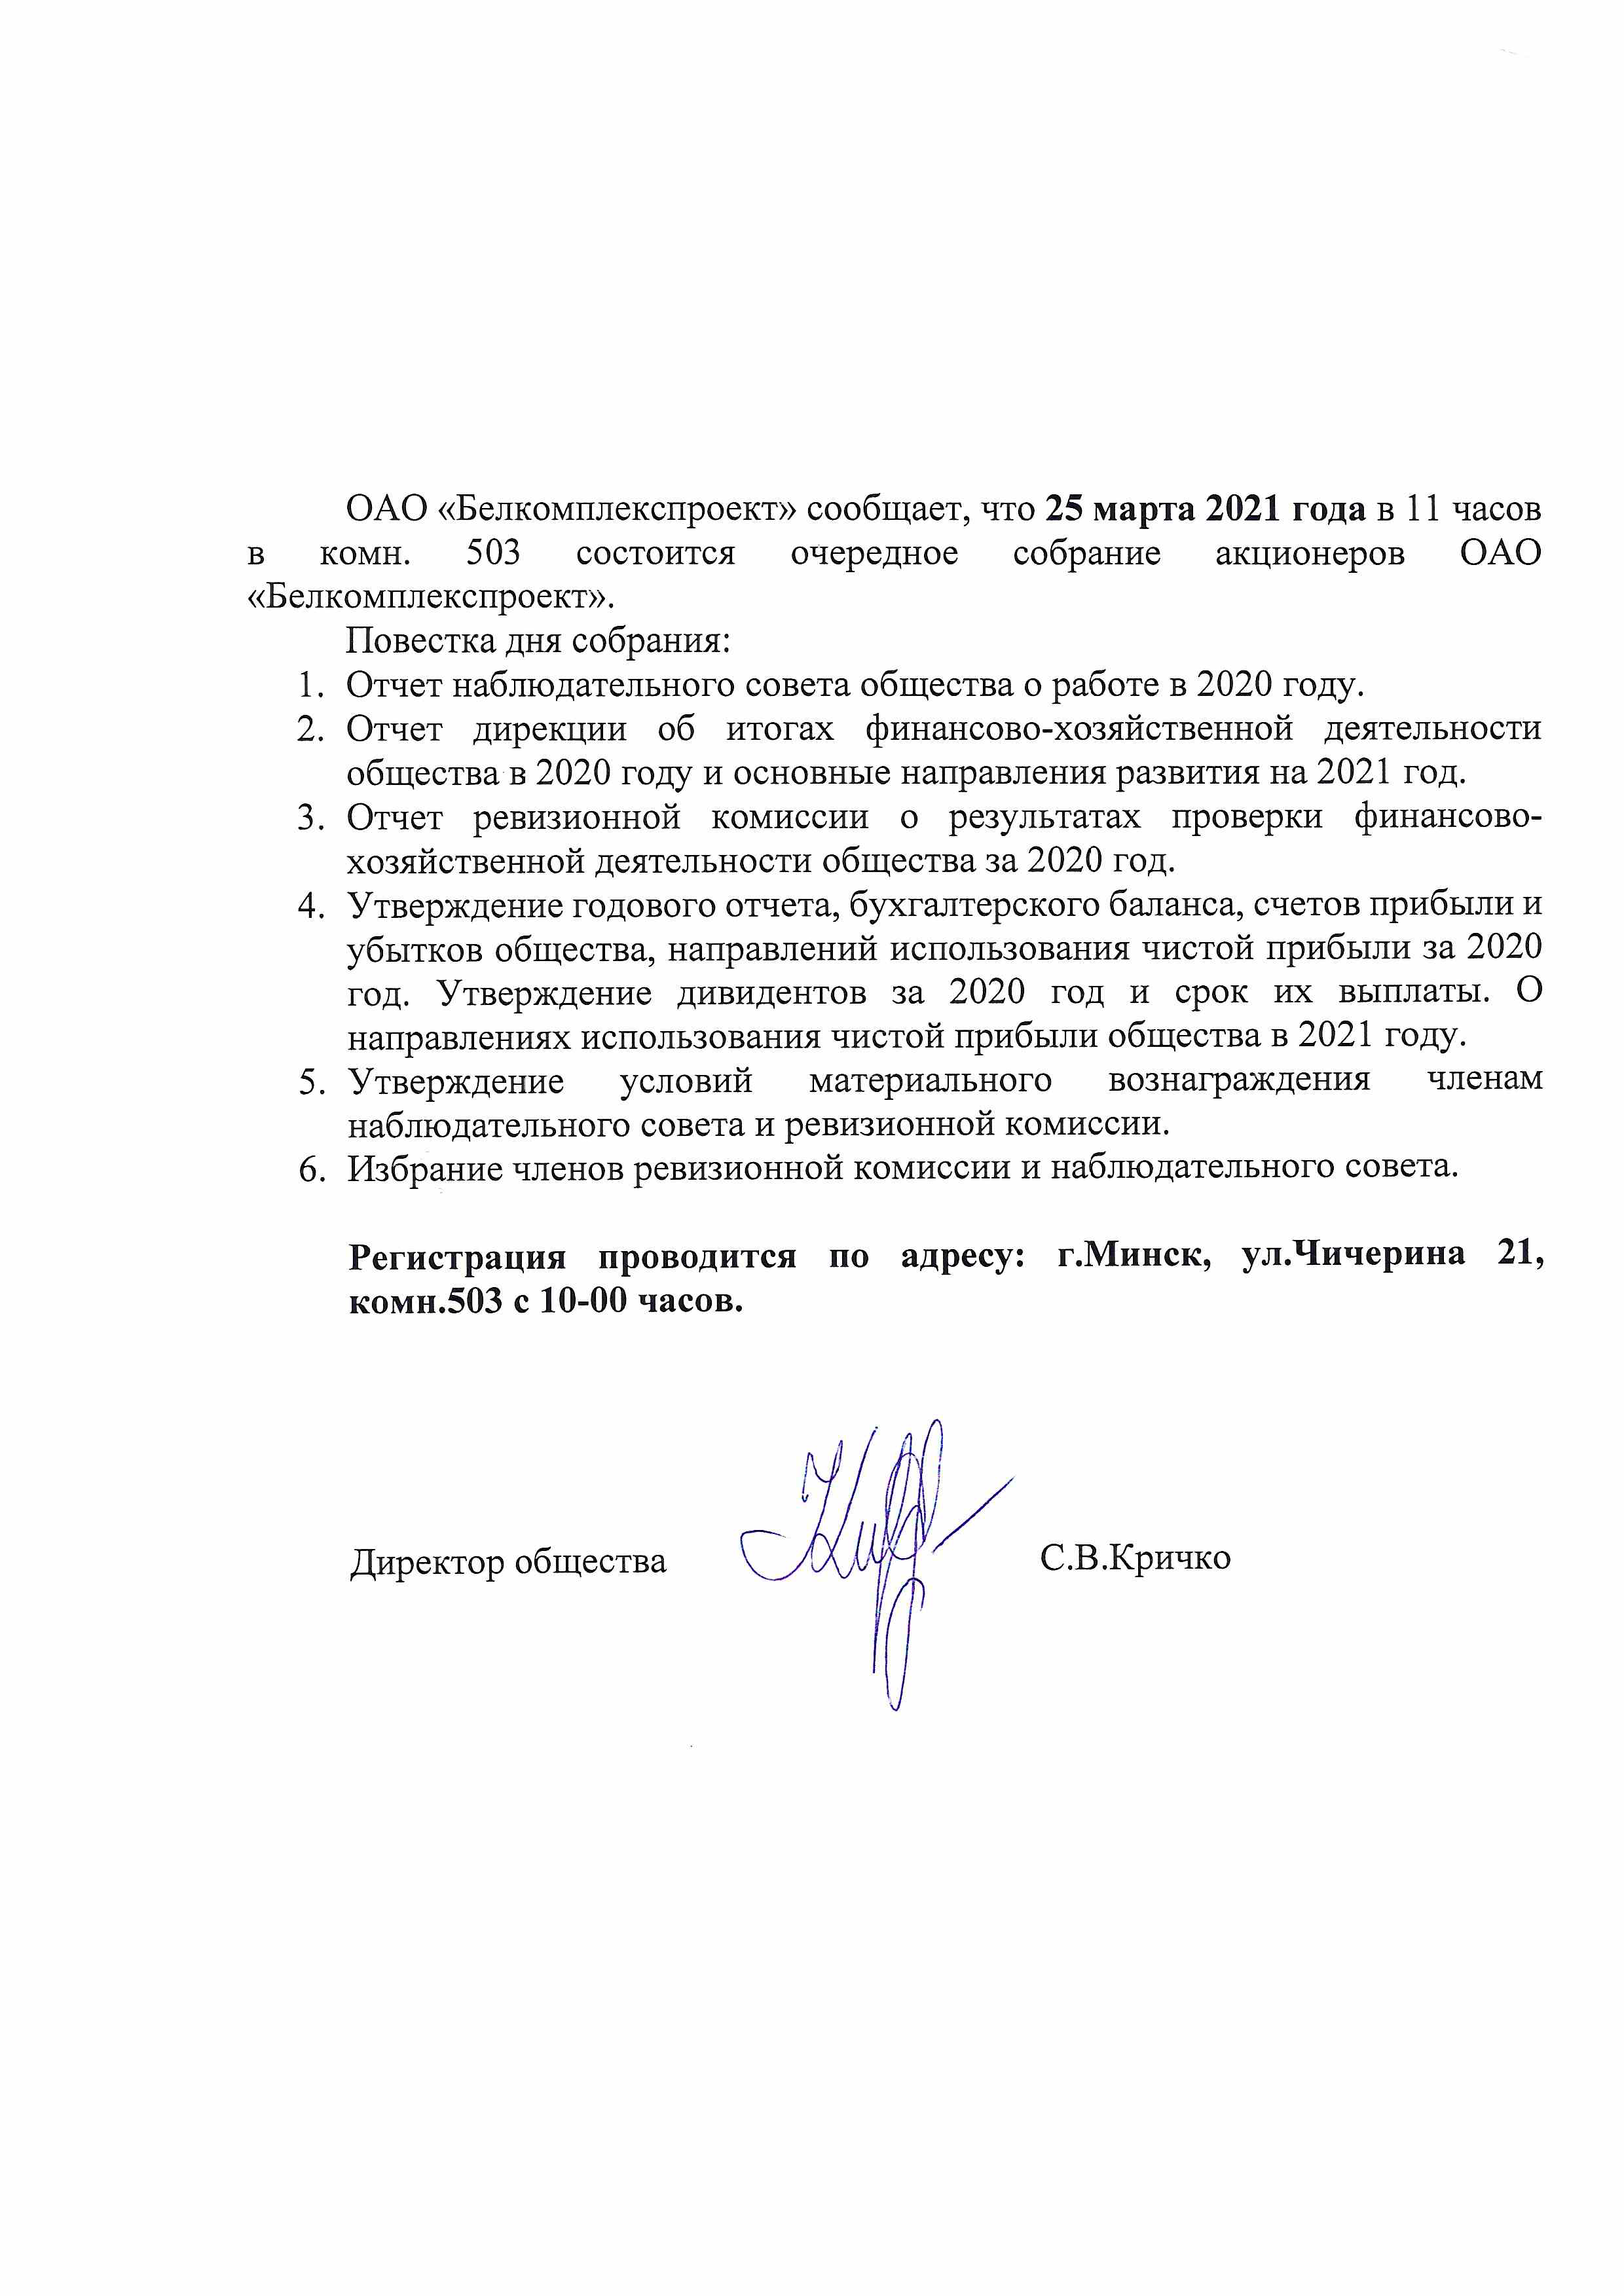 ОАО «Белкомплекспроект» сообщает, что 25 марта 2021 года в 11 часов
в комн. 503 состоится очередное собрание акционеров ОАО
«Белкомплекспроект».
Повестка дня собрания:
1. Отчет наблюдательного совета общества о работе в 2020 году.
2. Отчет дирекции об итогах финансово-хозяйственной деятельности
общества в 2020 году и основные направления развития на 2021 год.
3. Отчет ревизионной комиссии о результатах проверки финансово-
хозяйственной деятельности общества за 2020 год.
4. Утверждение годового отчета, бухгалтерского баланса, счетов прибыли и
убытков общества, направлений использования чистой прибыли за 2020
год. Утверждение дивидентов за 2020 год и срок их выплаты. О
направлениях использования чистой прибыли общества в 2021 году.
5. Утверждение условий материального вознаграждения членам
наблюдательного совета и ревизионной комиссии.
6. Избрание членов ревизионной комиссии и наблюдательного совета.
Регистрация проводится по адресу: г.Минск, ул.Чичерина 21,
комн.503 с 10-00 часов.
Директор общества С.В.Кричко